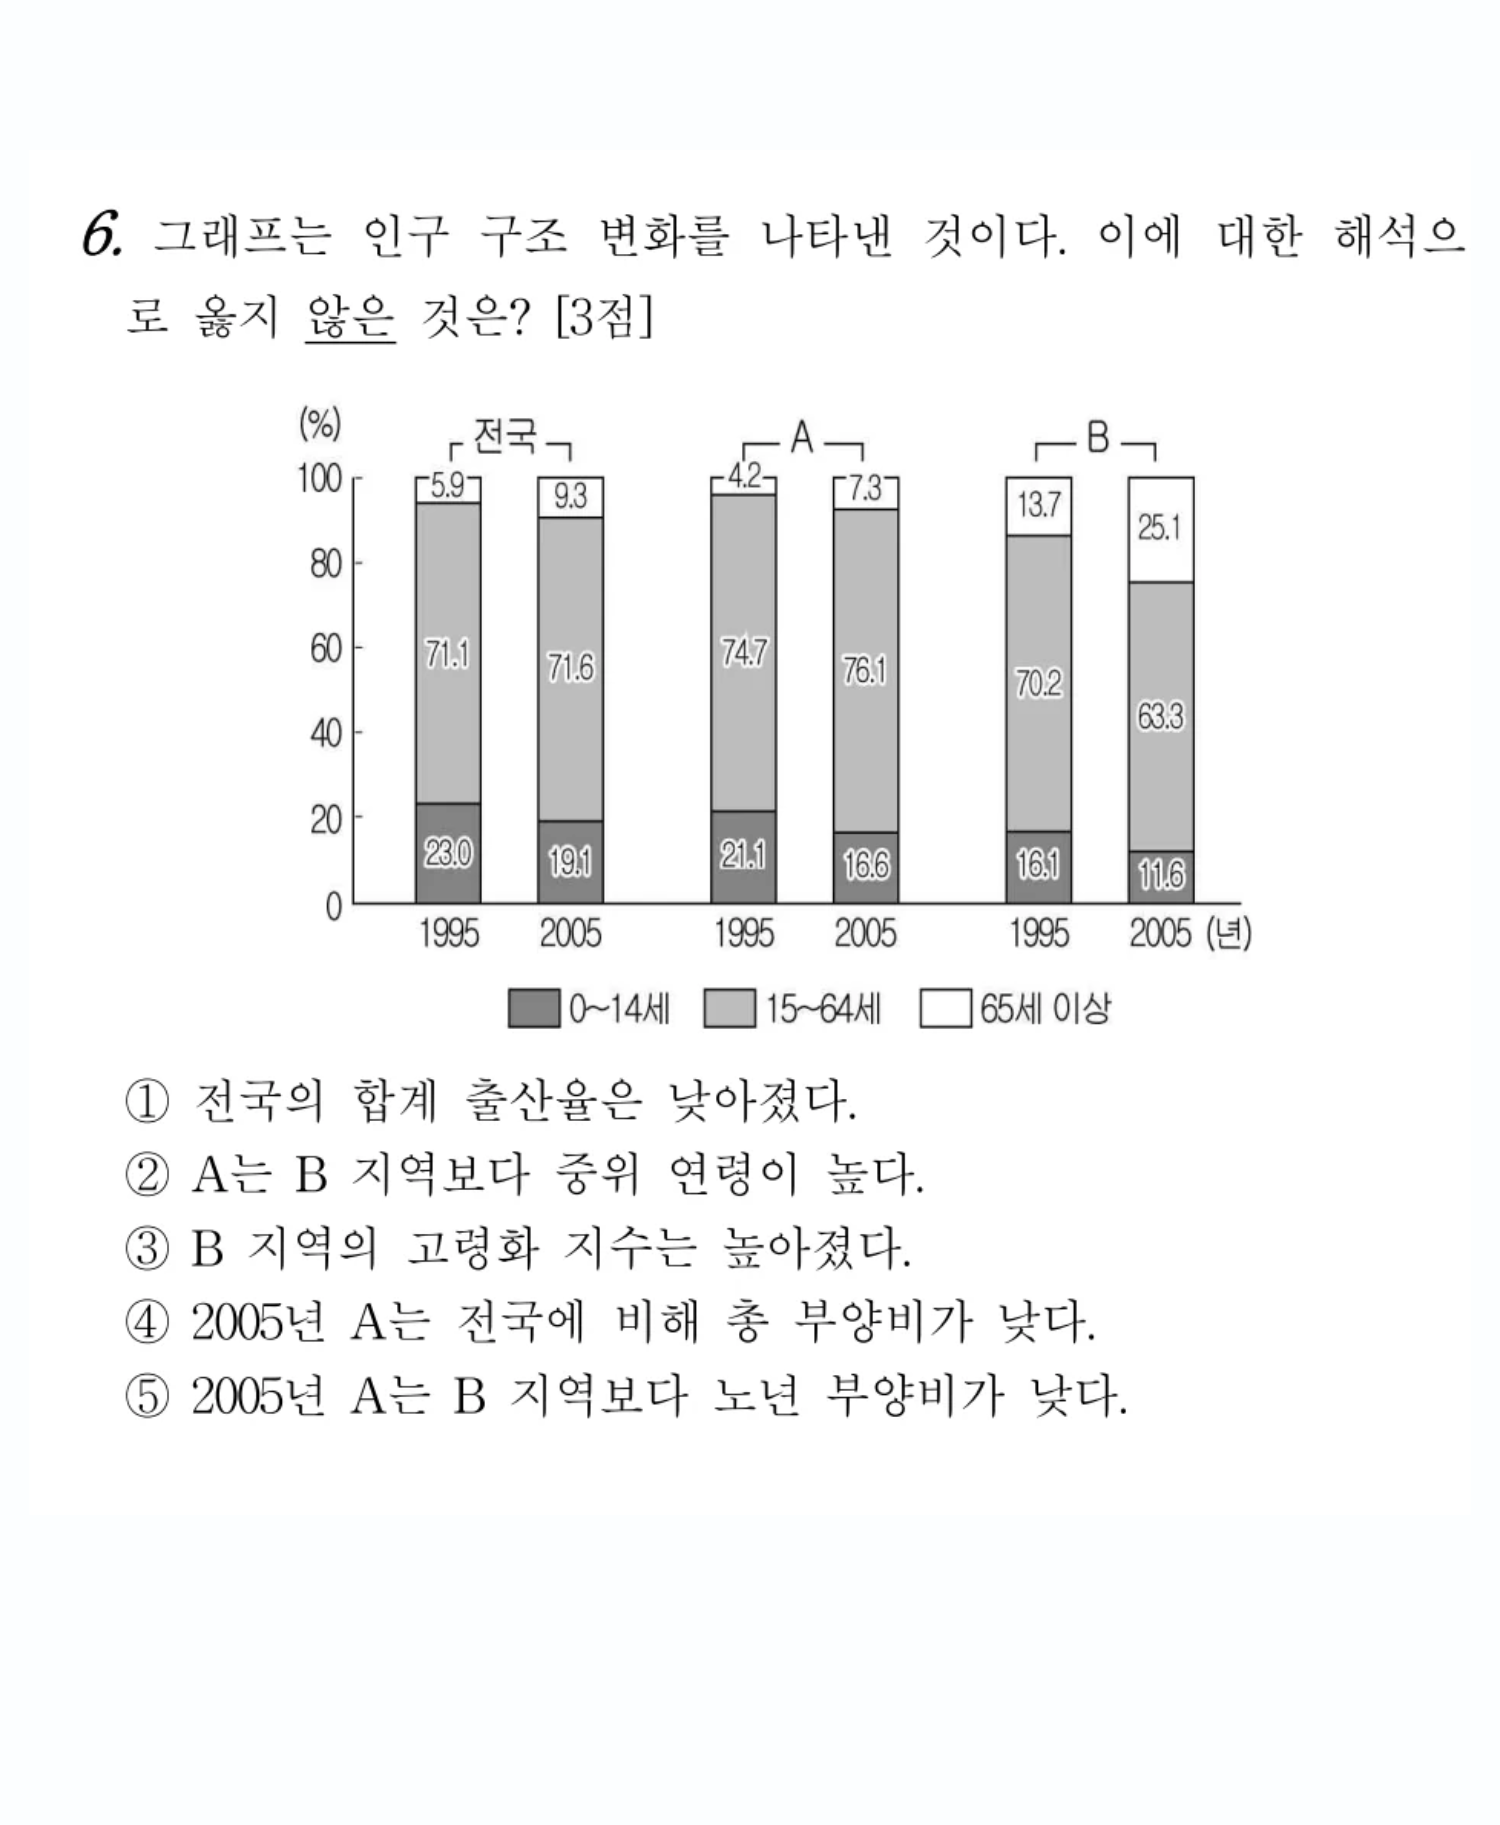 6. 그래프는 인구 구조 변화를 나타낸 것이다. 이에 대한 해석으
로 옳지 않은 것은? [3점]
(%)
전국 A B
100 5.9 9.3 4.2 7.3 13.7 25.1
80
60 71.1 71.6 74.7 76.1 70.2 63.3
40
20 23.0 19.1 21.1 16.6 16.1 11.6
0
1995 2005 1995 2005 1995 2005 (년)
0~14세 15~64세 65세 이상
① 전국의 합계 출산율은 낮아졌다.
② A는 B 지역보다 중위 연령이 높다.
③ B 지역의 고령화 지수는 높아졌다.
④ 2005년 A는 전국에 비해 총 부양비가 낮다.
⑤ 2005년 A는 B 지역보다 노년 부양비가 낮다.